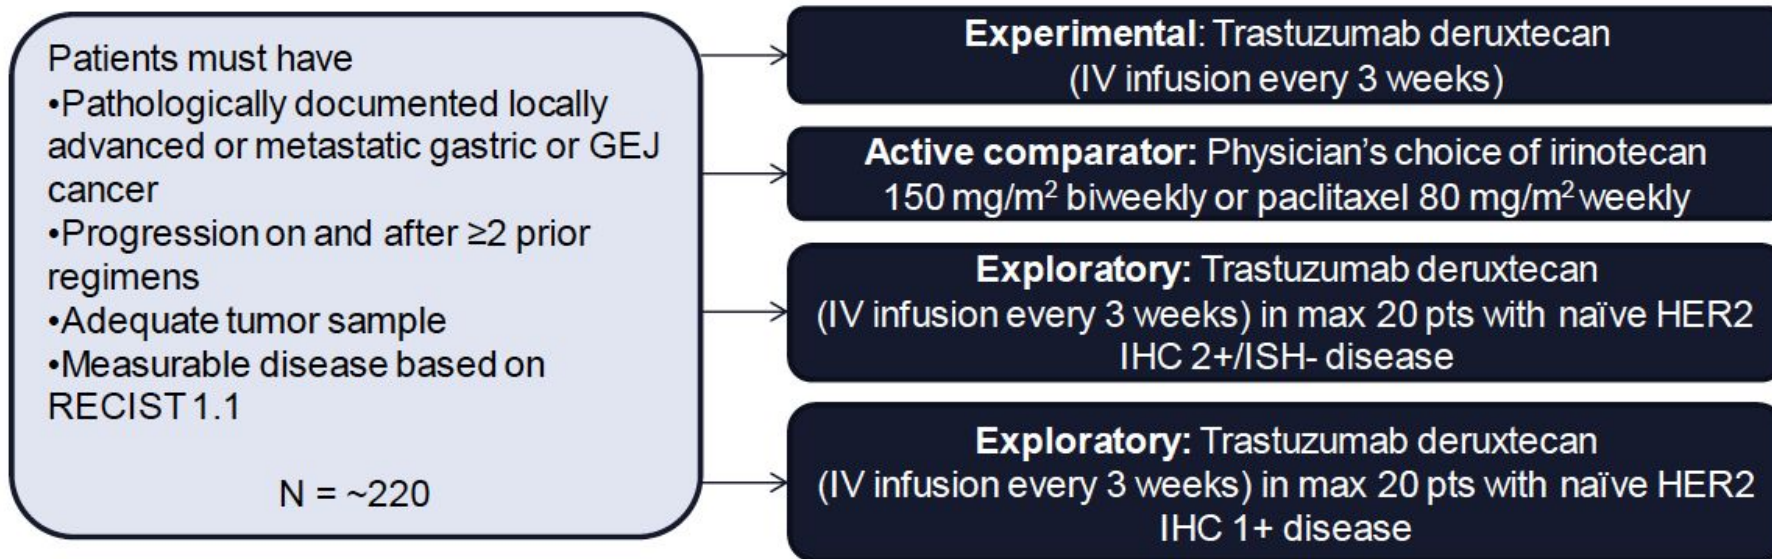 Patients must have
•Pathologically documented locally
advanced or metastatic gastric or GEJ
cancer
•Progression on and after ≥2 prior
regimens
•Adequate tumor sample
•Measurable disease based on
RECIST 1.1
N = ~220
Experimental: Trastuzumab deruxtecan
(IV infusion every 3 weeks)
Active comparator: Physician’s choice of irinotecan
150 mg/m² biweekly or paclitaxel 80 mg/m² weekly
Exploratory: Trastuzumab deruxtecan
(IV infusion every 3 weeks) in max 20 pts with naïve HER2
IHC 2+/ISH- disease
Exploratory: Trastuzumab deruxtecan
(IV infusion every 3 weeks) in max 20 pts with naïve HER2
IHC 1+ disease